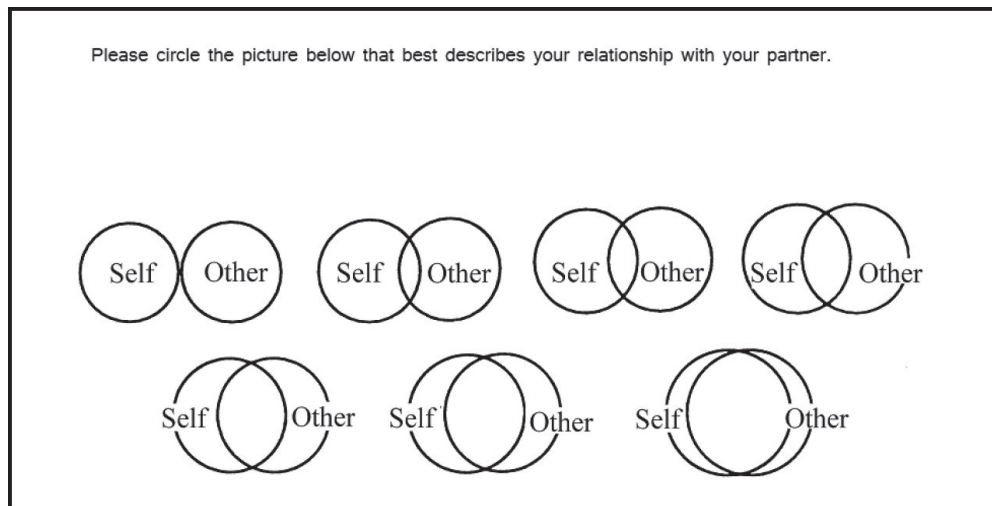 Please circle the picture below that best describes your relationship with your partner.
Self Other Self Other Self Other Self Other
Self Other Self Other Self Other